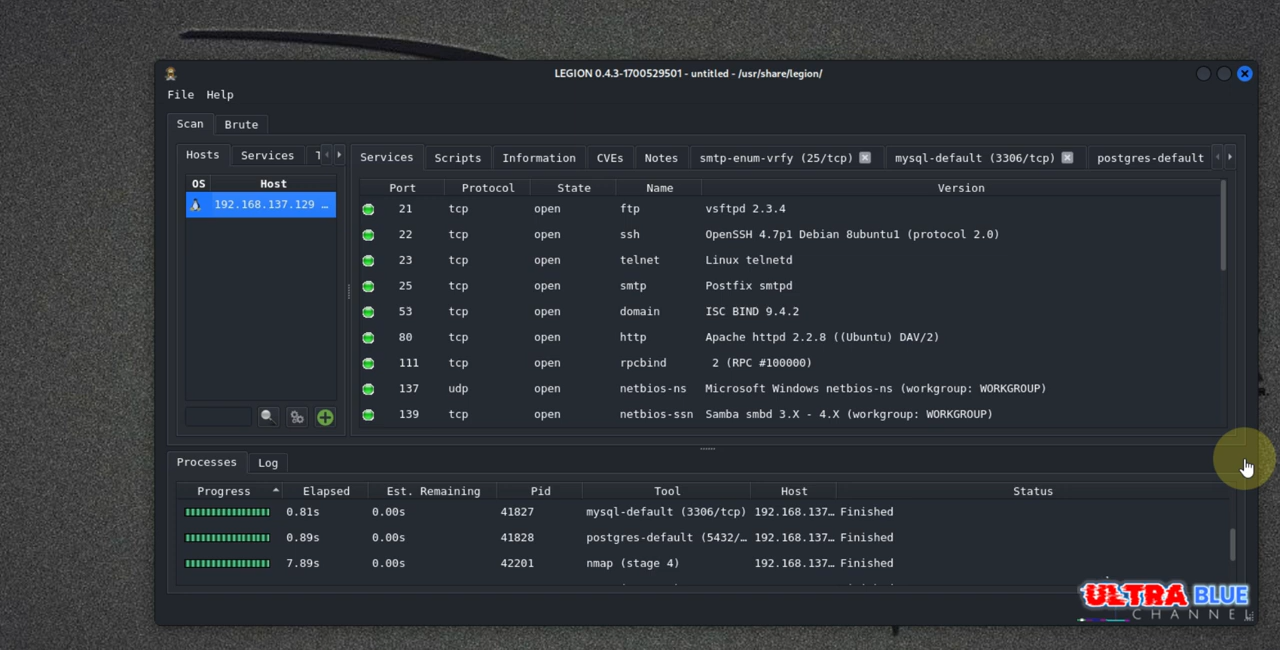 LEGION 0.4.3-1700529501 - untitled - /usr/share/legion/
File Help
Scan Brute
Hosts Services T
Services Scripts Information CVEs Notes smtp-enum-vrfy (25/tcp) mysql-default (3306/tcp) postgres-default
OS Host
192.168.137.129 ...
Port Protocol State Name Version
21 tcp open ftp vsftpd 2.3.4
22 tcp open ssh OpenSSH 4.7p1 Debian 8ubuntu1 (protocol 2.0)
23 tcp open telnet Linux telnetd
25 tcp open smtp Postfix smtpd
53 tcp open domain ISC BIND 9.4.2
80 tcp open http Apache httpd 2.2.8 ((Ubuntu) DAV/2)
111 tcp open rpcbind 2 (RPC #100000)
137 udp open netbios-ns Microsoft Windows netbios-ns (workgroup: WORKGROUP)
139 tcp open netbios-ssn Samba smbd 3.X - 4.X (workgroup: WORKGROUP)
Processes Log
Progress Elapsed Est. Remaining Pid Tool Host Status
0.81s 0.00s 41827 mysql-default (3306/tcp) 192.168.137… Finished
0.89s 0.00s 41828 postgres-default (5432/… 192.168.137… Finished
7.89s 0.00s 42201 nmap (stage 4) 192.168.137… Finished
ULTRA BLUE
CHANNEL